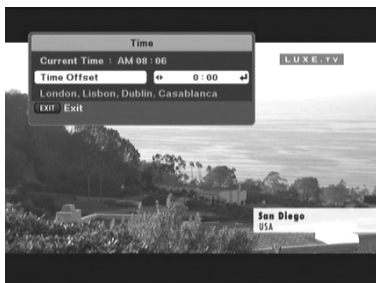 Time
Current Time : AM 08 : 06
Time Offset 0 : 00
London, Lisbon, Dublin, Casablanca
EXIT Exit
LUXE.TV
San Diego
USA